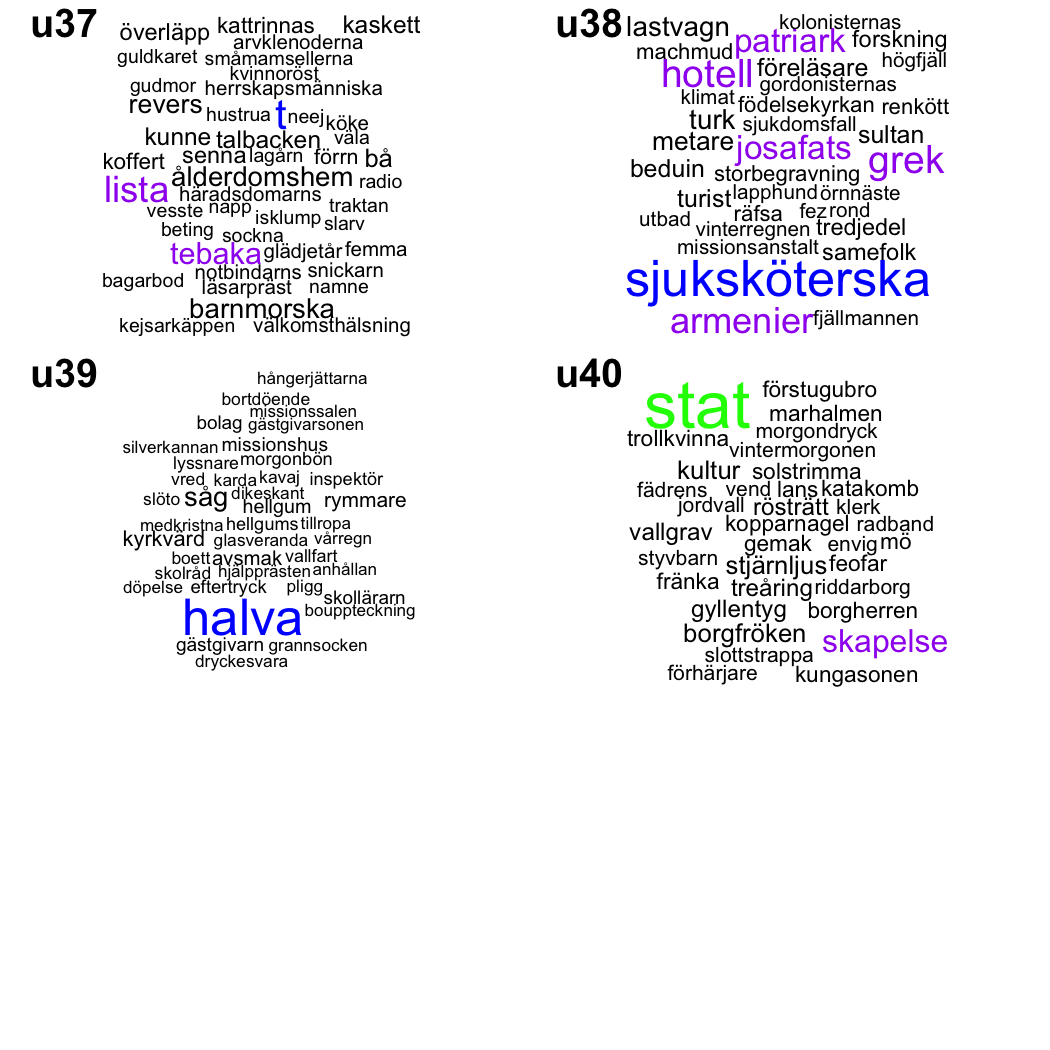 u37
överläpp kattrinnas kaskett
arvklenoderna
guldkaret småmamsellerna
kvinnoröst
gudmor herrskapsmänniska
revers hustrua t neej köke
kunne talbacken väla
koffert senna lagårn förrn bå
lista ålderdomshem radio
häradsdomarns
vesste napp isklump traktan
beting sockna slarv
tebaka glädjetår femma
bagarbod notbindarns snickarn
läsarpräst namne
barnmorska
kejsarkäppen välkomsthälsning
u38
lastvagn kolonisternas
machmud patriark forskning
hotell föreläsare högfjäll
gordonisternas
klimat födelsekyrkan renkött
turk sjukdomsfall sultan
metare josafats grek
beduin storbegravning
turist lapphund örnnäste
utbad räfsa fez rond
vinterregnen tredjedel
missionsanstalt samefolk
sjuksköterska
armenier fjällmannen
u39
hångerjättarna
bortdöende
missionssalen
bolag gästgivarsonen
silverkannan missionshus
lyssnare morgonbön
vred karda kavaj inspektör
slöto såg dikeskant rymmare
hellgum
medkristna hellgums tillropa
kyrkvård glasveranda vårregn
boett avsmak vallfart
skolråd hjälpprästen anhållan
döpelse eftertryck pligg skollärarn
halva bouppteckning
gästgivarn grannsocken
dryckesvara
u40
stat förstugubro
marhalmen
trollkvinna morgondryck
vintermorgonen
kultur solstrimma
fädrens vend lans katakomb
jordvall rösträtt klerk
vallgrav kopparnagel radband
gemak envig mö
styvbarn stjärnljus feofar
fränka treåring riddarborg
gyllentyg borgherren
borgfröken skapelse
slottstrappa
förhärjare kungasonen